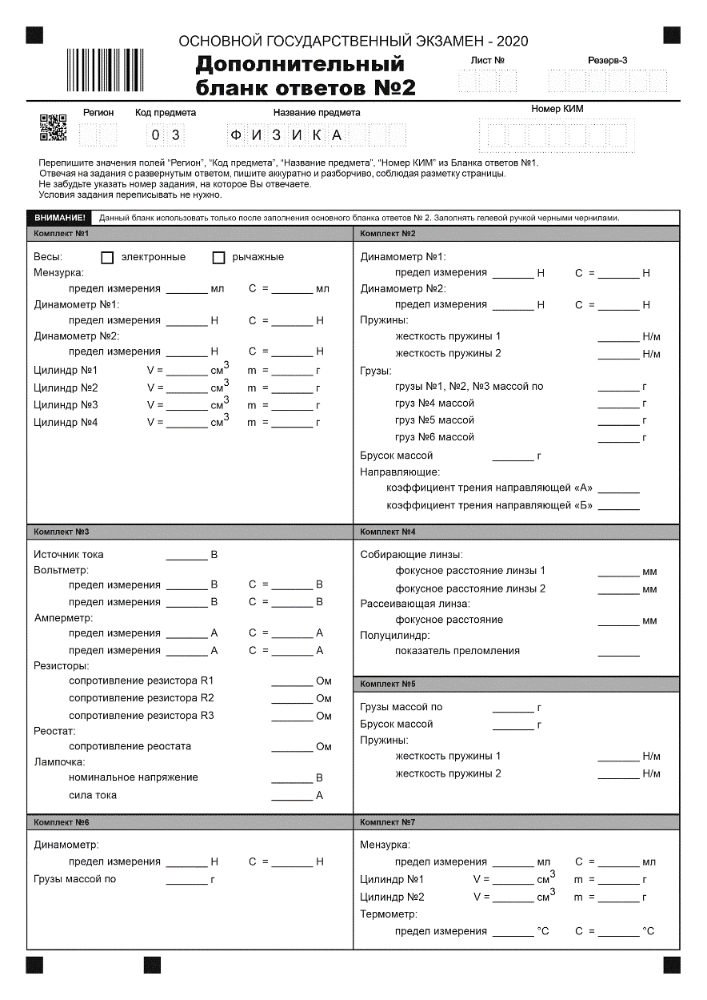 ОСНОВНОЙ ГОСУДАРСТВЕННЫЙ ЭКЗАМЕН - 2020
Дополнительный
бланк ответов №2
Лист №
Резерв-3
Регион
Код предмета
Название предмета
Номер КИМ
0 3
Ф И З И К А
Перепишите значения полей "Регион", "Код предмета", "Название предмета", "Номер КИМ" из Бланка ответов №1.
Отвечая на задания с развернутым ответом, пишите аккуратно и разборчиво, соблюдая разметку страницы.
Не забудьте указать номер задания, на которое Вы отвечаете.
Условия задания переписывать не нужно.
ВНИМАНИЕ! Данный бланк использовать только после заполнения основного бланка ответов № 2. Заполнять гелевой ручкой черными чернилами.
Комплект №1
Весы: электронные рычажные
Мензурка:
предел измерения _______ мл C = _______ мл
Динамометр №1:
предел измерения _______ Н C = _______ Н
Динамометр №2:
предел измерения _______ Н C = _______ Н
Цилиндр №1 V = _______ см3 m = _______ г
Цилиндр №2 V = _______ см3 m = _______ г
Цилиндр №3 V = _______ см3 m = _______ г
Цилиндр №4 V = _______ см3 m = _______ г
Комплект №2
Динамометр №1:
предел измерения _______ Н C = _______ Н
Динамометр №2:
предел измерения _______ Н C = _______ Н
Пружины:
жесткость пружины 1 _______ Н/м
жесткость пружины 2 _______ Н/м
Грузы:
грузы №1, №2, №3 массой по _______ г
груз №4 массой _______ г
груз №5 массой _______ г
груз №6 массой _______ г
Брусок массой _______ г
Направляющие:
коэффициент трения направляющей «А» _______
коэффициент трения направляющей «Б» _______
Комплект №3
Источник тока _______ В
Вольтметр:
предел измерения _______ В C = _______ В
предел измерения _______ В C = _______ В
Амперметр:
предел измерения _______ А C = _______ А
предел измерения _______ А C = _______ А
Резисторы:
сопротивление резистора R1 _______ Ом
сопротивление резистора R2 _______ Ом
сопротивление резистора R3 _______ Ом
Реостат:
сопротивление реостата _______ Ом
Лампочка:
номинальное напряжение _______ В
сила тока _______ А
Комплект №4
Собирающие линзы:
фокусное расстояние линзы 1 _______ мм
фокусное расстояние линзы 2 _______ мм
Рассеивающая линза:
фокусное расстояние _______ мм
Полуцилиндр:
показатель преломления _______
Комплект №5
Грузы массой по _______ г
Брусок массой _______ г
Пружины:
жесткость пружины 1 _______ Н/м
жесткость пружины 2 _______ Н/м
Комплект №6
Динамометр:
предел измерения _______ Н C = _______ Н
Грузы массой по _______ г
Комплект №7
Мензурка:
предел измерения _______ мл C = _______ мл
Цилиндр №1 V = _______ см3 m = _______ г
Цилиндр №2 V = _______ см3 m = _______ г
Термометр:
предел измерения _______ °C C = _______ °C